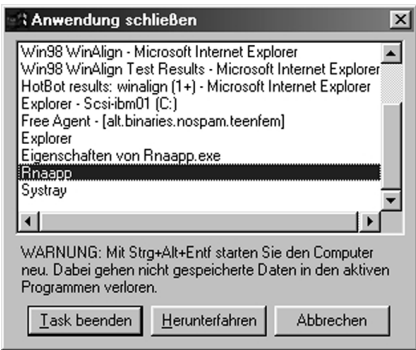 Anwendung schließen
Win98 WinAlign - Microsoft Internet Explorer
Win98 WinAlign Test Results - Microsoft Internet Explorer
HotBot results: winalign (1+) - Microsoft Internet Explorer
Explorer - Scsi-ibm01 (C:)
Free Agent - [alt.binaries.nospam.teenfem]
Explorer
Eigenschaften von Rnaapp.exe
Rnaapp
Systray
WARNUNG: Mit Strg+Alt+Entf starten Sie den Computer
neu. Dabei gehen nicht gespeicherte Daten in den aktiven
Programmen verloren.
Task beenden Herunterfahren Abbrechen